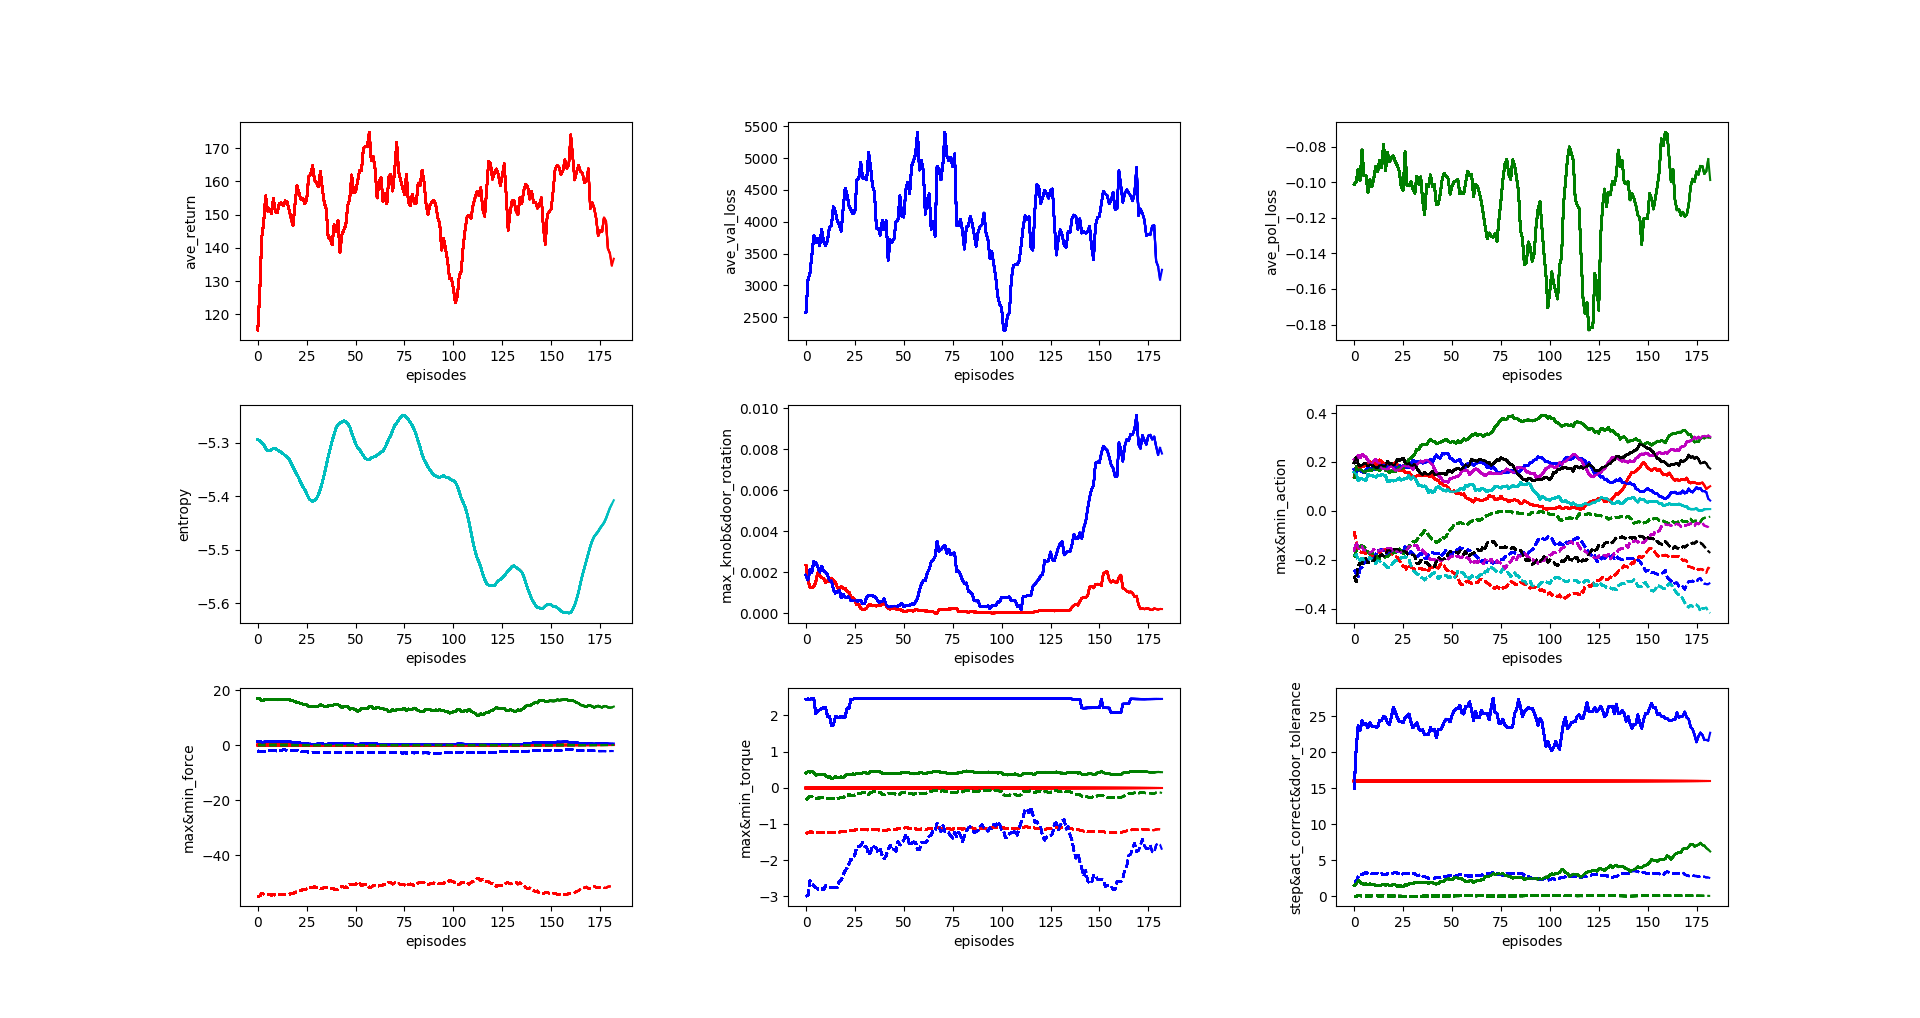 170
160
150
140
130
120
ave_return
0 25 50 75 100 125 150 175
episodes
5500
5000
4500
4000
3500
3000
2500
ave_val_loss
0 25 50 75 100 125 150 175
episodes
−0.08
−0.10
−0.12
−0.14
−0.16
−0.18
ave_pol_loss
0 25 50 75 100 125 150 175
episodes
−5.3
−5.4
−5.5
−5.6
entropy
0 25 50 75 100 125 150 175
episodes
0.010
0.008
0.006
0.004
0.002
0.000
max_knob&door_rotation
0 25 50 75 100 125 150 175
episodes
0.4
0.2
0.0
−0.2
−0.4
max&min_action
0 25 50 75 100 125 150 175
episodes
20
0
−20
−40
max&min_force
0 25 50 75 100 125 150 175
episodes
2
1
0
−1
−2
−3
max&min_torque
0 25 50 75 100 125 150 175
episodes
25
20
15
10
5
0
step&act_correct&door_tolerance
0 25 50 75 100 125 150 175
episodes